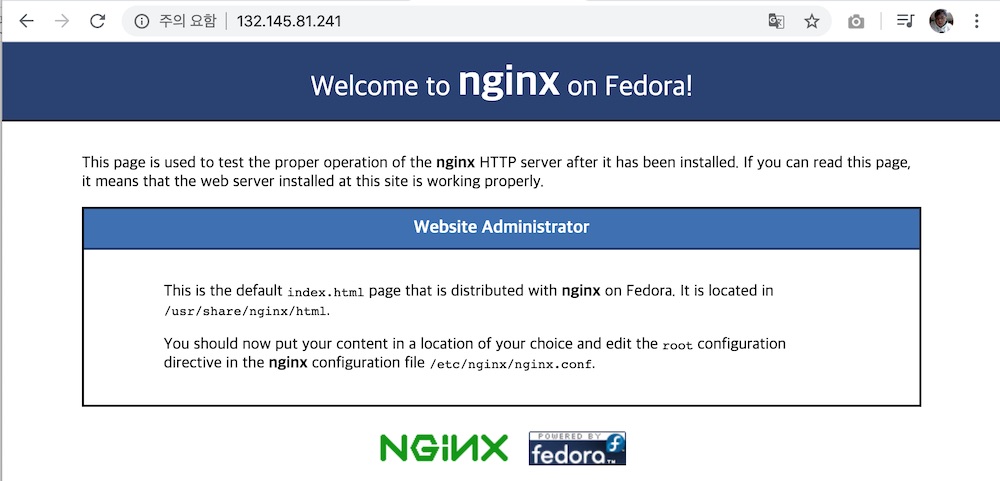 주의 요함 132.145.81.241
Welcome to nginx on Fedora!
This page is used to test the proper operation of the nginx HTTP server after it has been installed. If you can read this page,
it means that the web server installed at this site is working properly.
Website Administrator
This is the default index.html page that is distributed with nginx on Fedora. It is located in
/usr/share/nginx/html.
You should now put your content in a location of your choice and edit the root configuration
directive in the nginx configuration file /etc/nginx/nginx.conf.
NGINX
POWERED BY
fedora™